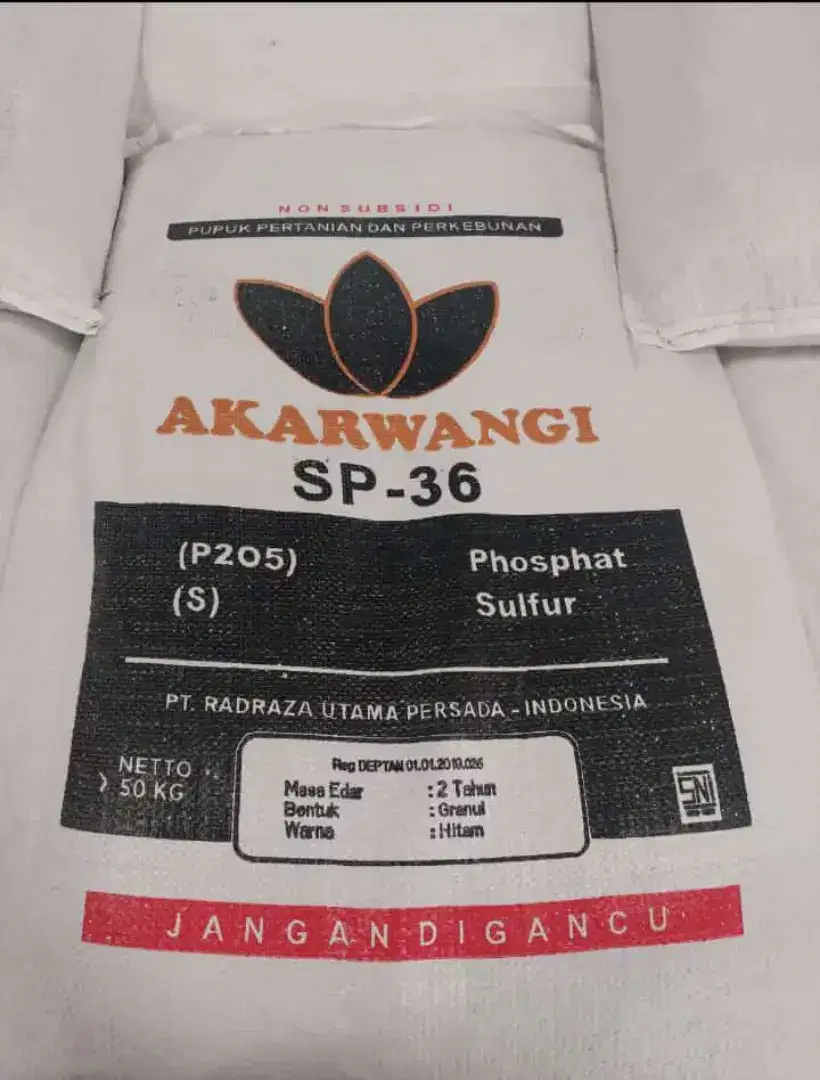 NON SUBSIDI
PUPUK PERTANIAN DAN PERKEBUNAN
AKARWANGI
SP-36
(P2O5) Phosphat
(S) Sulfur
PT. RADRAZA UTAMA PERSADA - INDONESIA
NETTO
50 KG
Reg DEPTAN 01.01.2019.026
Masa Edar : 2 Tahun
Bentuk : Granul
Warna : Hitam
SNI
JANGAN DIGANCU